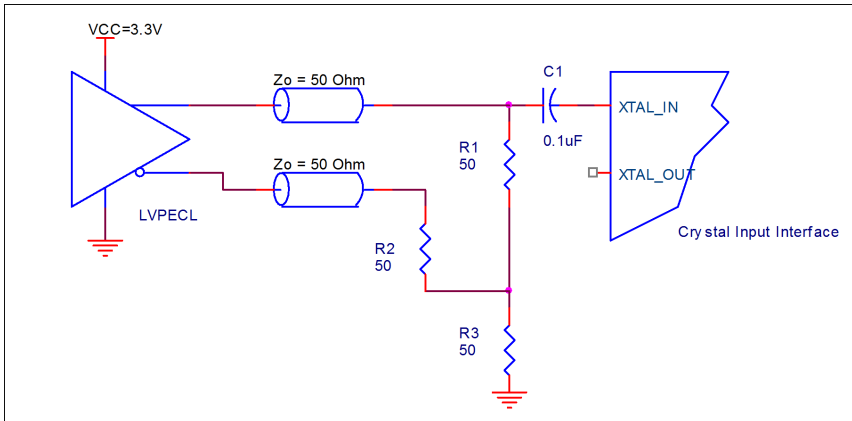 VCC=3.3V
Zo = 50 Ohm
C1
XTAL_IN
0.1uF
R1
50
Zo = 50 Ohm
XTAL_OUT
LVPECL
Crystal Input Interface
R2
50
R3
50